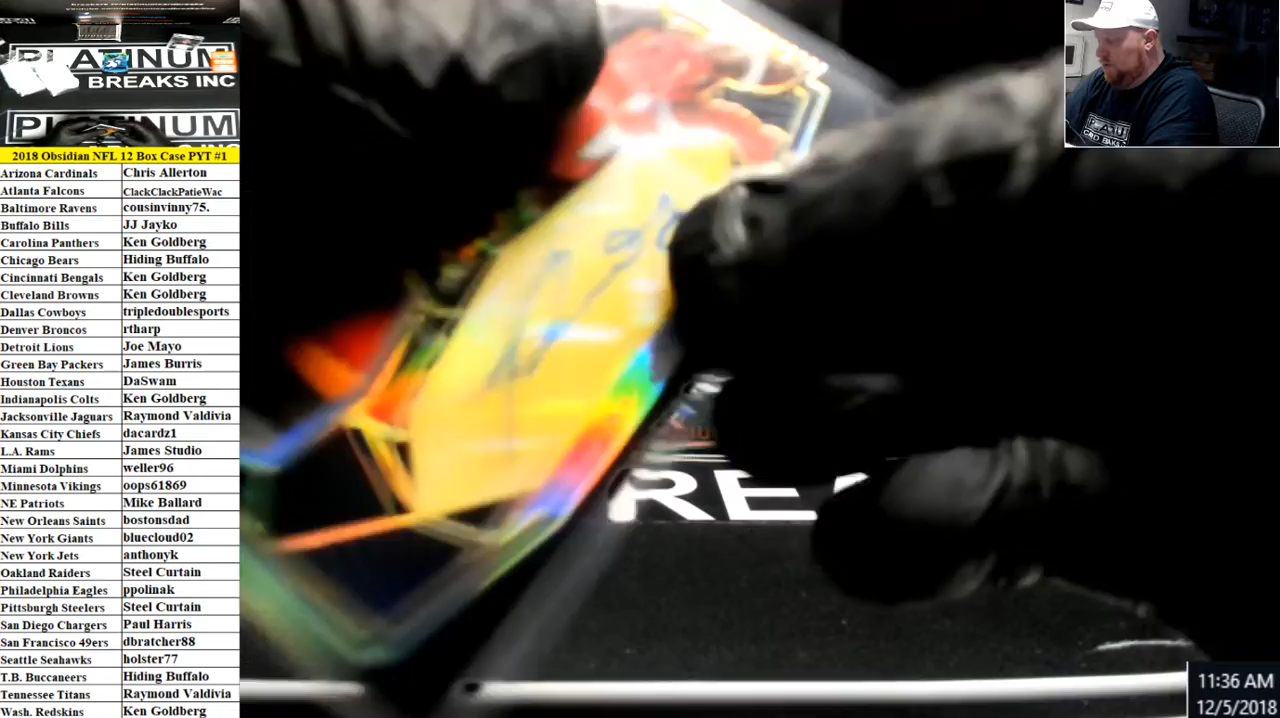 PLATINUM
BREAKS INC
PLATINUM
2018 Obsidian NFL 12 Box Case PYT #1
Arizona Cardinals Chris Allerton
Atlanta Falcons ClackClackPatieWac
Baltimore Ravens cousinvinny75.
Buffalo Bills JJ Jayko
Carolina Panthers Ken Goldberg
Chicago Bears Hiding Buffalo
Cincinnati Bengals Ken Goldberg
Cleveland Browns Ken Goldberg
Dallas Cowboys tripledoublesports
Denver Broncos rtharp
Detroit Lions Joe Mayo
Green Bay Packers James Burris
Houston Texans DaSwam
Indianapolis Colts Ken Goldberg
Jacksonville Jaguars Raymond Valdivia
Kansas City Chiefs dacardz1
L.A. Rams James Studio
Miami Dolphins weller96
Minnesota Vikings oops61869
NE Patriots Mike Ballard
New Orleans Saints bostonsdad
New York Giants bluecloud02
New York Jets anthonyk
Oakland Raiders Steel Curtain
Philadelphia Eagles ppolinak
Pittsburgh Steelers Steel Curtain
San Diego Chargers Paul Harris
San Francisco 49ers dbratcher88
Seattle Seahawks holster77
T.B. Buccaneers Hiding Buffalo
Tennessee Titans Raymond Valdivia
Wash. Redskins Ken Goldberg
REA
11:36 AM
12/5/2018